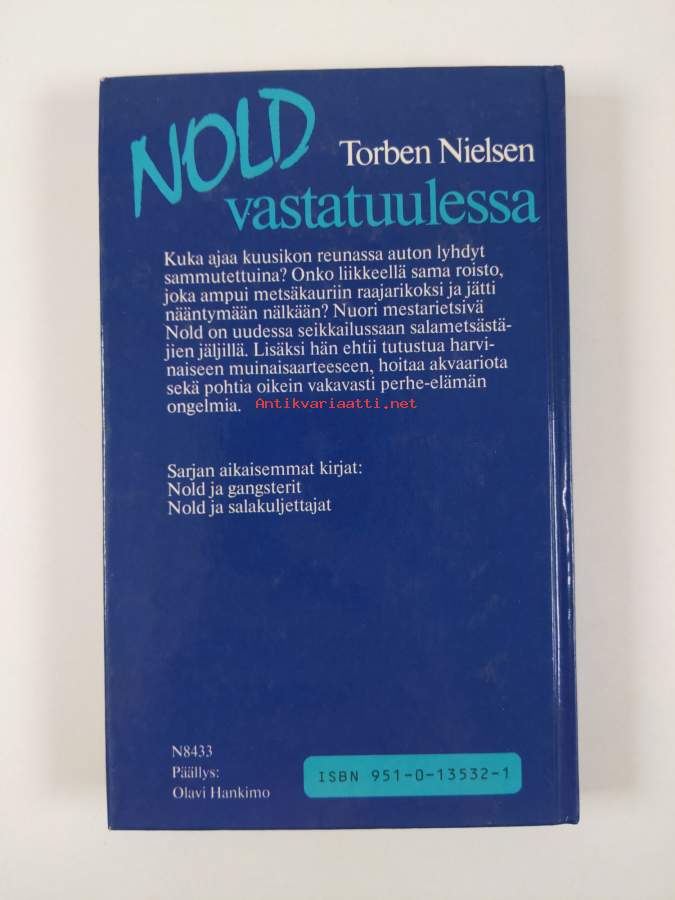 NOLD
Torben Nielsen
vastatuulessa
Kuka ajaa kuusikon reunassa auton lyhdyt
sammutettuina? Onko liikkeellä sama roisto,
joka ampui metsäkauriin raajarikoksi ja jätti
nääntymään nälkään? Nuori mestarietsivä
Nold on uudessa seikkailussaan salametsästä-
jien jäljillä. Lisäksi hän ehtii tutustua harvi-
naiseen muinaisaarteeseen, hoitaa akvaariota
sekä pohtia oikein vakavasti perhe-elämän
ongelmia.
Antikvariaatti.net
Sarjan aikaisemmat kirjat:
Nold ja gangsterit
Nold ja salakuljettajat
N8433
Päällys:
Olavi Hankimo
ISBN 951-0-13532-1